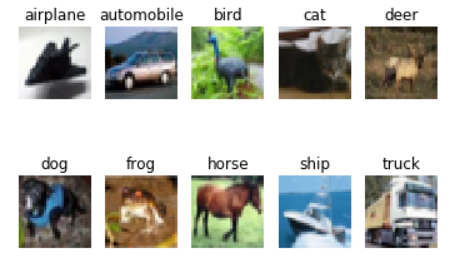 airplane automobile bird cat deer
dog frog horse ship truck